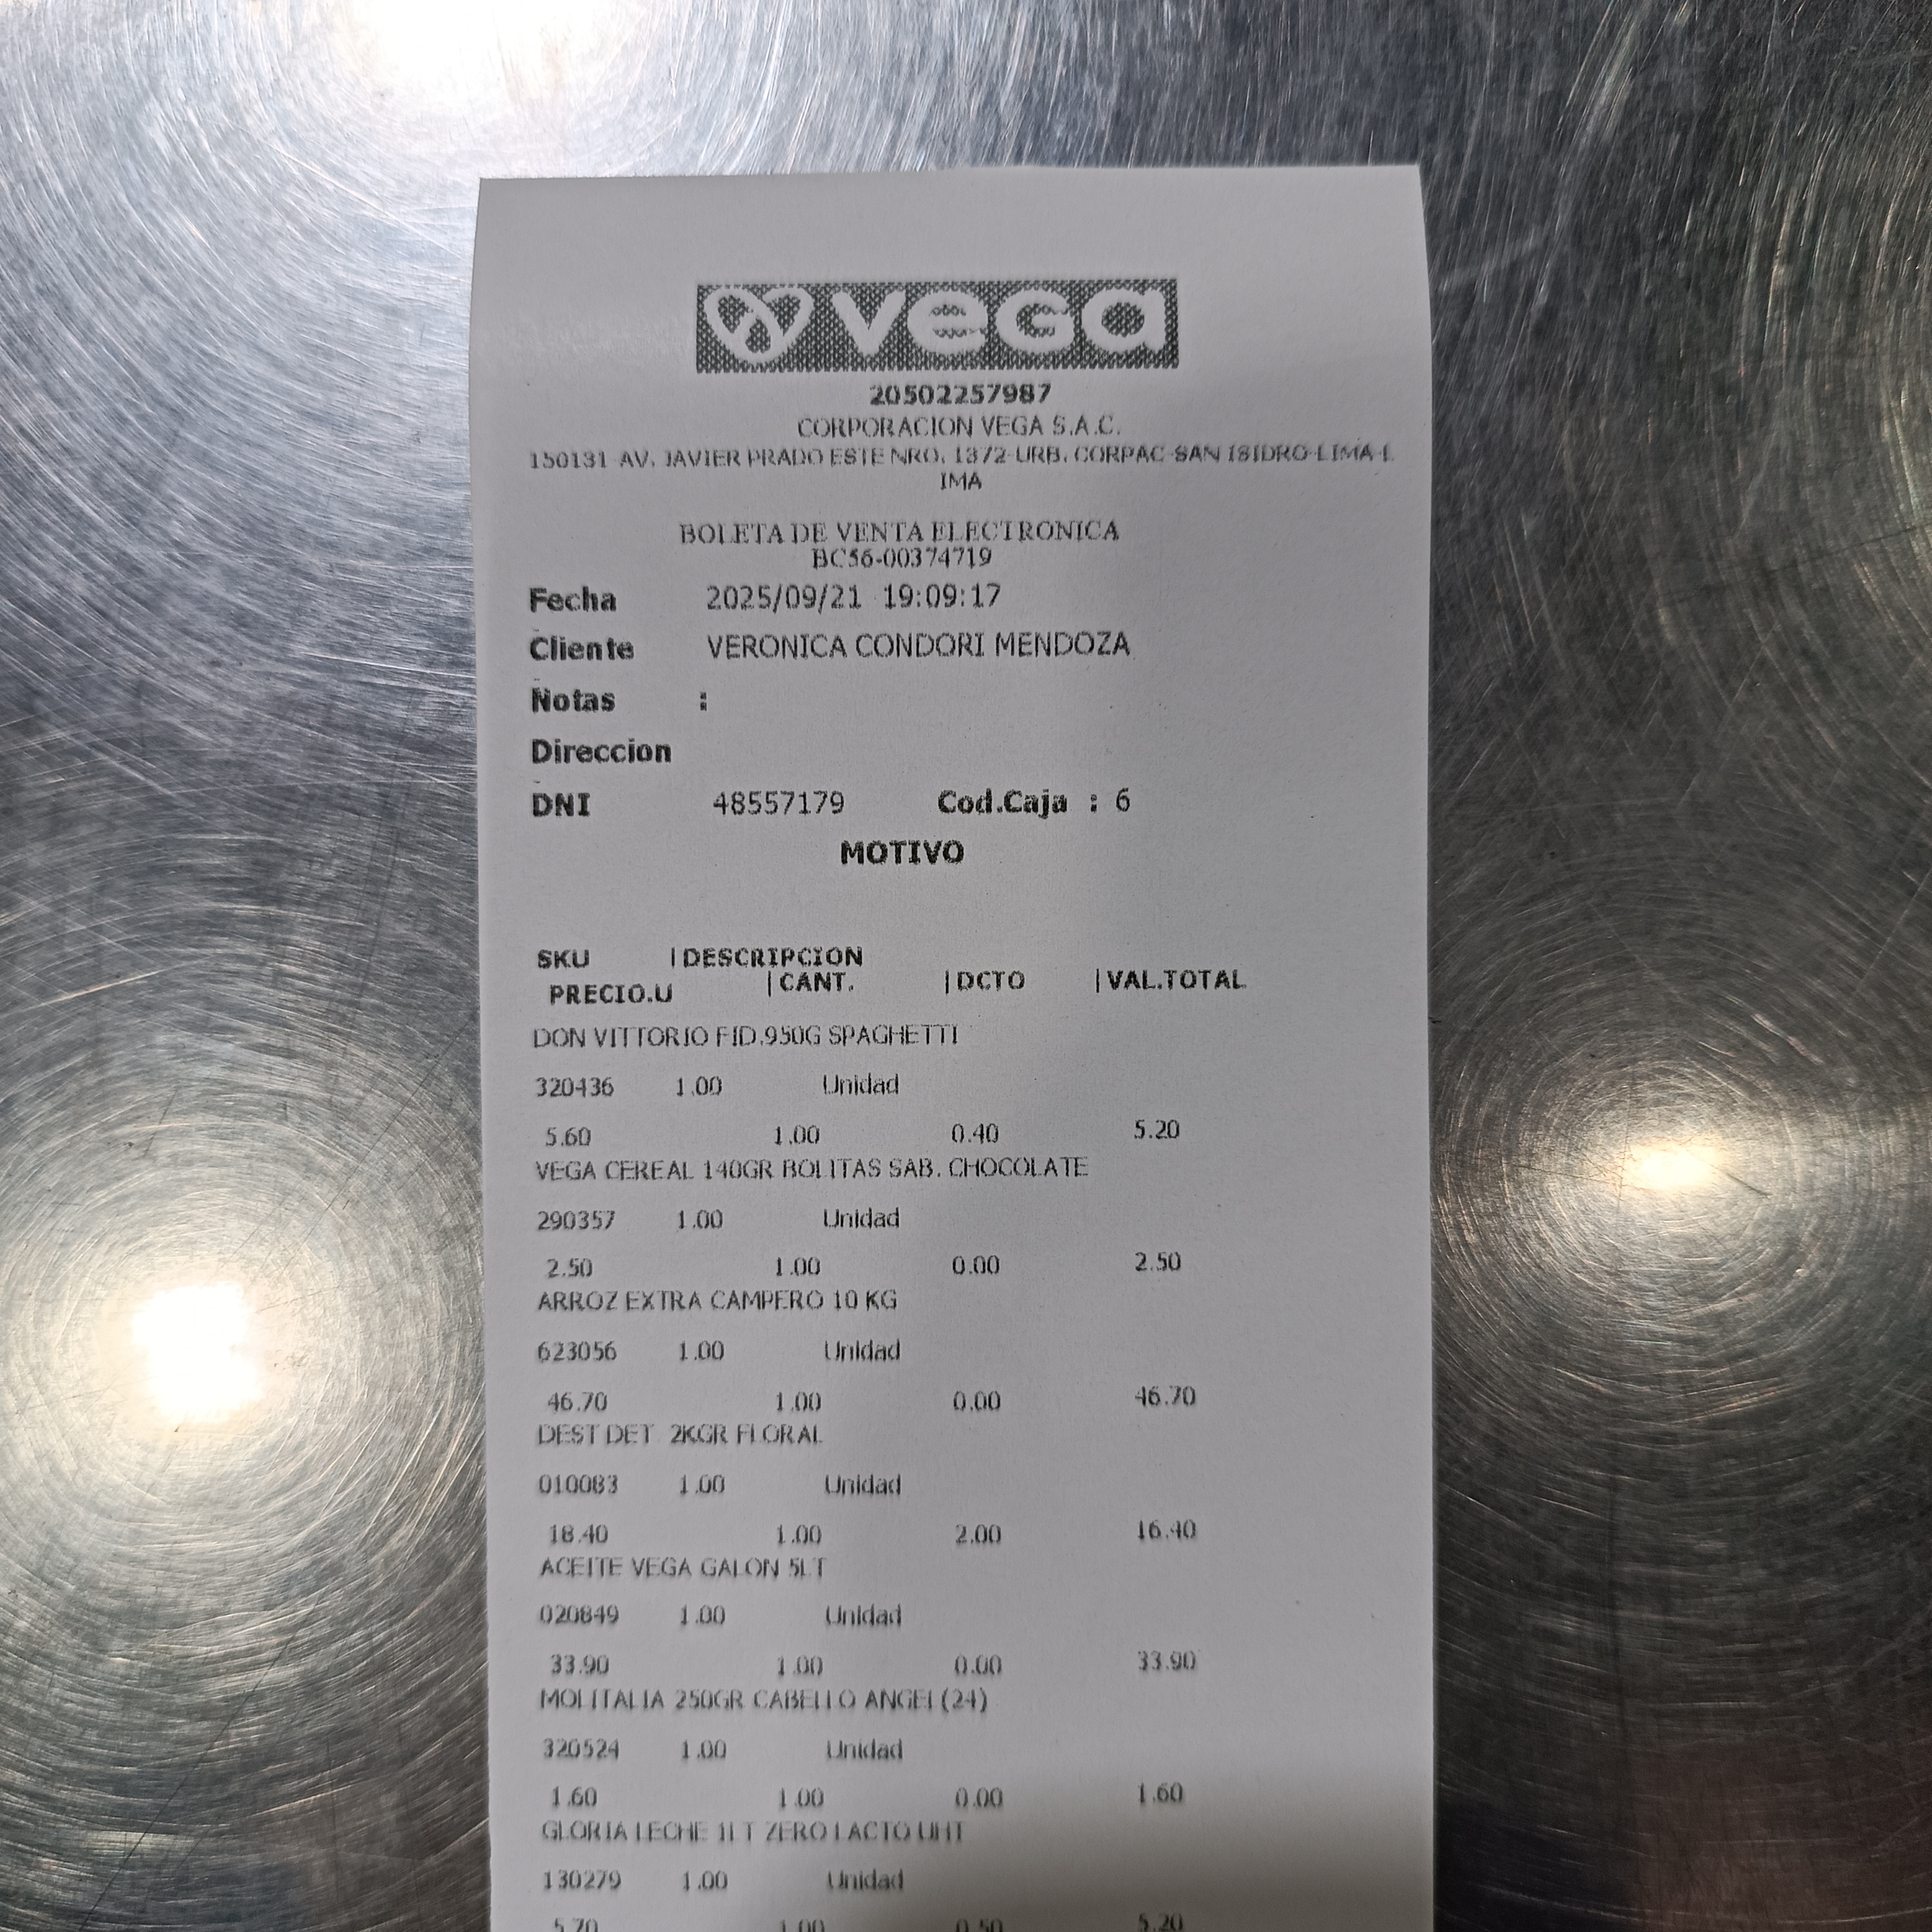 vega
20502257987
CORPORACION VEGA S.A.C.
150131-AV. JAVIER PRADO ESTE NRO. 1372-URB. CORPAC-SAN ISIDRO-LIMA-L
IMA
BOLETA DE VENTA ELECTRONICA
BC56-00374719
Fecha 2025/09/21 19:09:17
Cliente VERONICA CONDORI MENDOZA
Notas :
Direccion
DNI 48557179 Cod.Caja : 6
MOTIVO
SKU |DESCRIPCION
PRECIO.U |CANT. |DCTO |VAL.TOTAL
DON VITTORIO FID.950G SPAGHETTI
320436 1.00 Unidad
5.60 1.00 0.40 5.20
VEGA CEREAL 140GR BOLITAS SAB. CHOCOLATE
290357 1.00 Unidad
2.50 1.00 0.00 2.50
ARROZ EXTRA CAMPERO 10 KG
623056 1.00 Unidad
46.70 1.00 0.00 46.70
DEST DET 2KGR FLORAL
010083 1.00 Unidad
18.40 1.00 2.00 16.40
ACEITE VEGA GALON 5LT
020849 1.00 Unidad
33.90 1.00 0.00 33.90
MOLITALIA 250GR CABELLO ANGEL(24)
320524 1.00 Unidad
1.60 1.00 0.00 1.60
GLORIA LECHE 1LT ZERO LACTO UHT
130279 1.00 Unidad
5.70 1.00 0.50 5.20